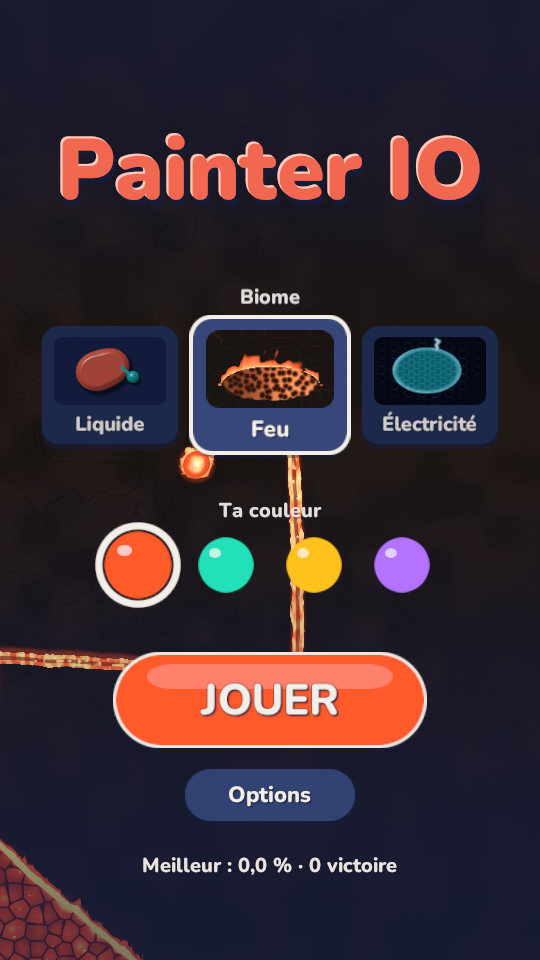 Painter IO
Biome
Liquide
Feu
Électricité
Ta couleur
JOUER
Options
Meilleur : 0,0 % · 0 victoire